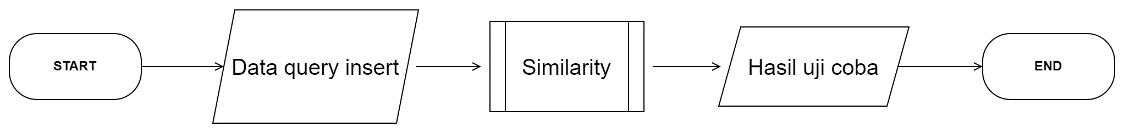 START
Data query insert
Similarity
Hasil uji coba
END